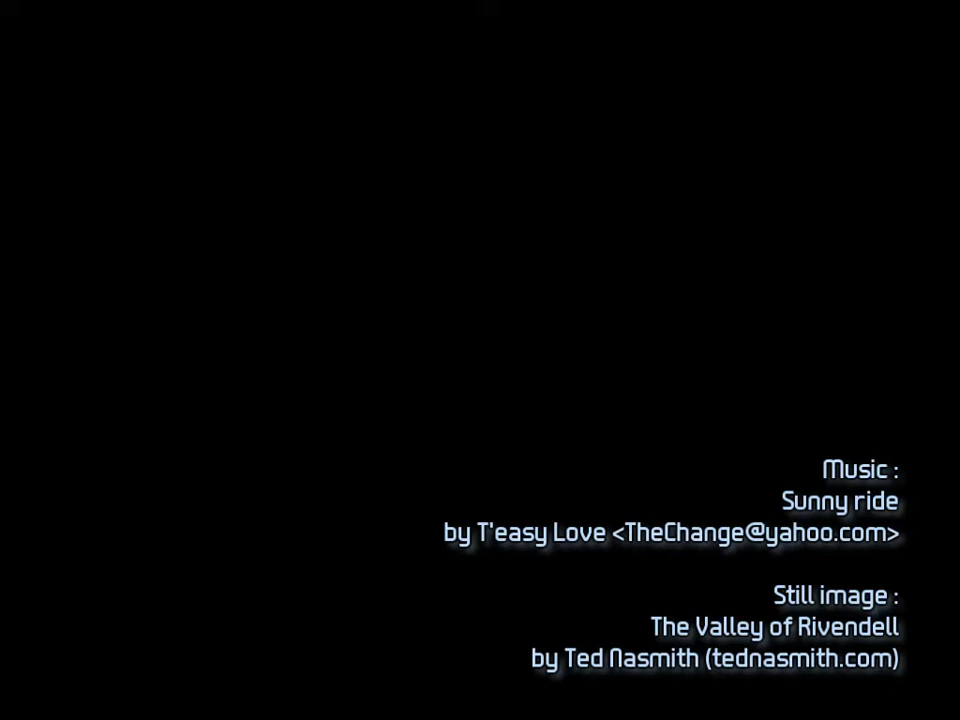 Music :
Sunny ride
by T'easy Love <TheChange@yahoo.com>
Still image :
The Valley of Rivendell
by Ted Nasmith (tednasmith.com)